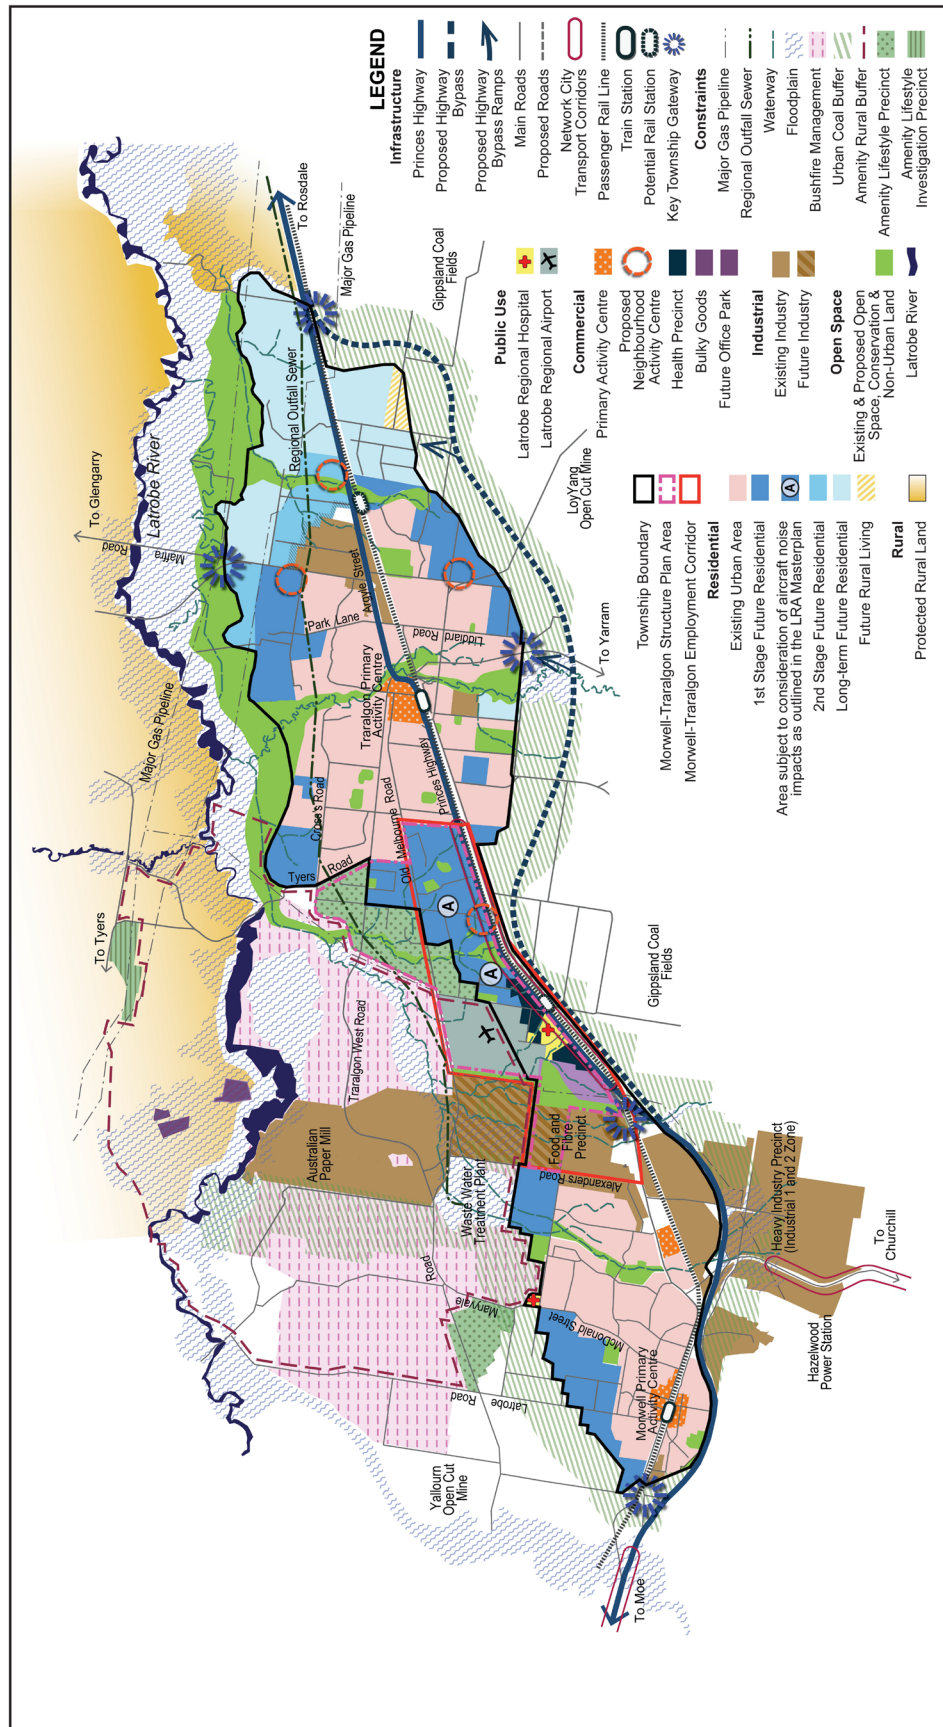 LEGEND
Infrastructure
Princes Highway
Proposed Highway
Bypass
Proposed Highway
Bypass Ramps
Main Roads
Proposed Roads
Network City
Transport Corridors
Passenger Rail Line
Train Station
Potential Rail Station
Key Township Gateway
Constraints
Major Gas Pipeline
Regional Outfall Sewer
Waterway
Floodplain
Bushfire Management
Urban Coal Buffer
Amenity Rural Buffer
Amenity Lifestyle Precinct
Amenity Lifestyle
Investigation Precinct
Public Use
Latrobe Regional Hospital
Latrobe Regional Airport
Commercial
Primary Activity Centre
Proposed
Neighbourhood
Activity Centre
Health Precinct
Bulky Goods
Future Office Park
Industrial
Existing Industry
Future Industry
Open Space
Existing & Proposed Open
Space, Conservation &
Non-Urban Land
Latrobe River
Township Boundary
Morwell-Traralgon Structure Plan Area
Morwell-Traralgon Employment Corridor
Residential
Existing Urban Area
1st Stage Future Residential
Area subject to consideration of aircraft noise
impacts as outlined in the LRA Masterplan
A
2nd Stage Future Residential
Long-term Future Residential
Future Rural Living
Rural
Protected Rural Land
To Rosdale
Major Gas Pipeline
Gippsland Coal
Fields
Regional Outfall Sewer
Latrobe River
To Glengarry
Maffra
Road
Loy Yang
Open Cut Mine
Argyle Street
Park Lane
Liddiard
Road
To Yarram
Traralgon Primary
Activity Centre
Major Gas Pipeline
Princes Highway
Old Melbourne Road
Cross's Road
Tyers
Road
To Tyers
A
A
Gippsland Coal
Fields
Traralgon West Road
Australian
Paper Mill
Waste Water
Treatment Plant
Food and
Fibre
Precinct
Alexanders Road
Heavy Industry Precinct
(Industrial 1 and 2 Zone)
To
Churchill
Hazelwood
Power Station
Maryvale
Road
McDonald Street
Morwell Primary
Activity Centre
Latrobe
Road
Yallourn
Open Cut
Mine
To Moe